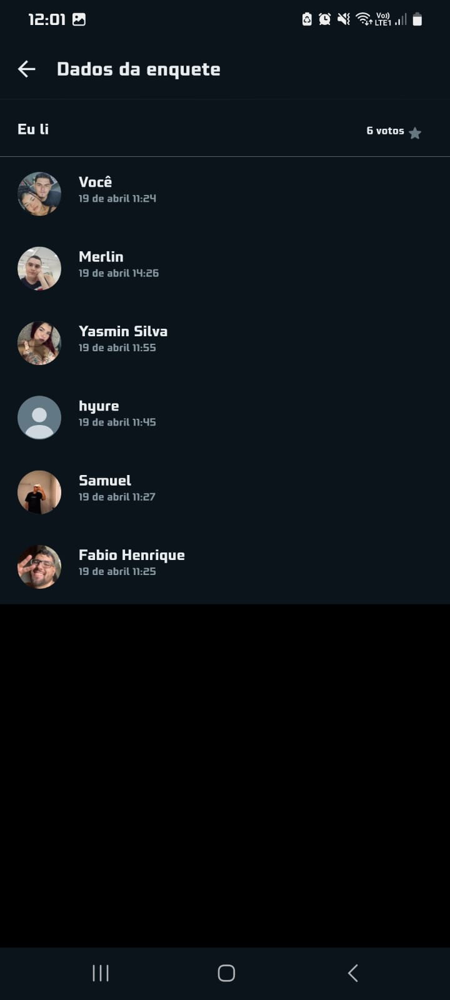 12:01
Vo))
LTE1
Dados da enquete
Eu li
6 votos
Você
19 de abril 11:24
Merlin
19 de abril 14:26
Yasmin Silva
19 de abril 11:55
hyure
19 de abril 11:45
Samuel
19 de abril 11:27
Fabio Henrique
19 de abril 11:25